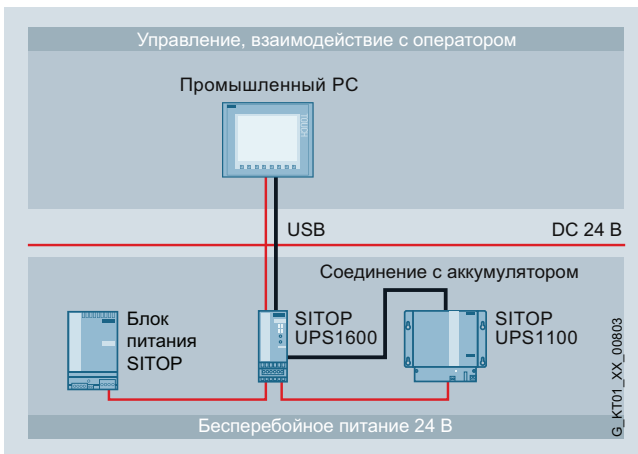 Управление, взаимодействие с оператором
Промышленный PC
TOUCH
USB
DC 24 В
Соединение с аккумулятором
Блок
питания
SITOP
SITOP
UPS1600
SITOP
UPS1100
Бесперебойное питание 24 В
G_KT01_XX_00803